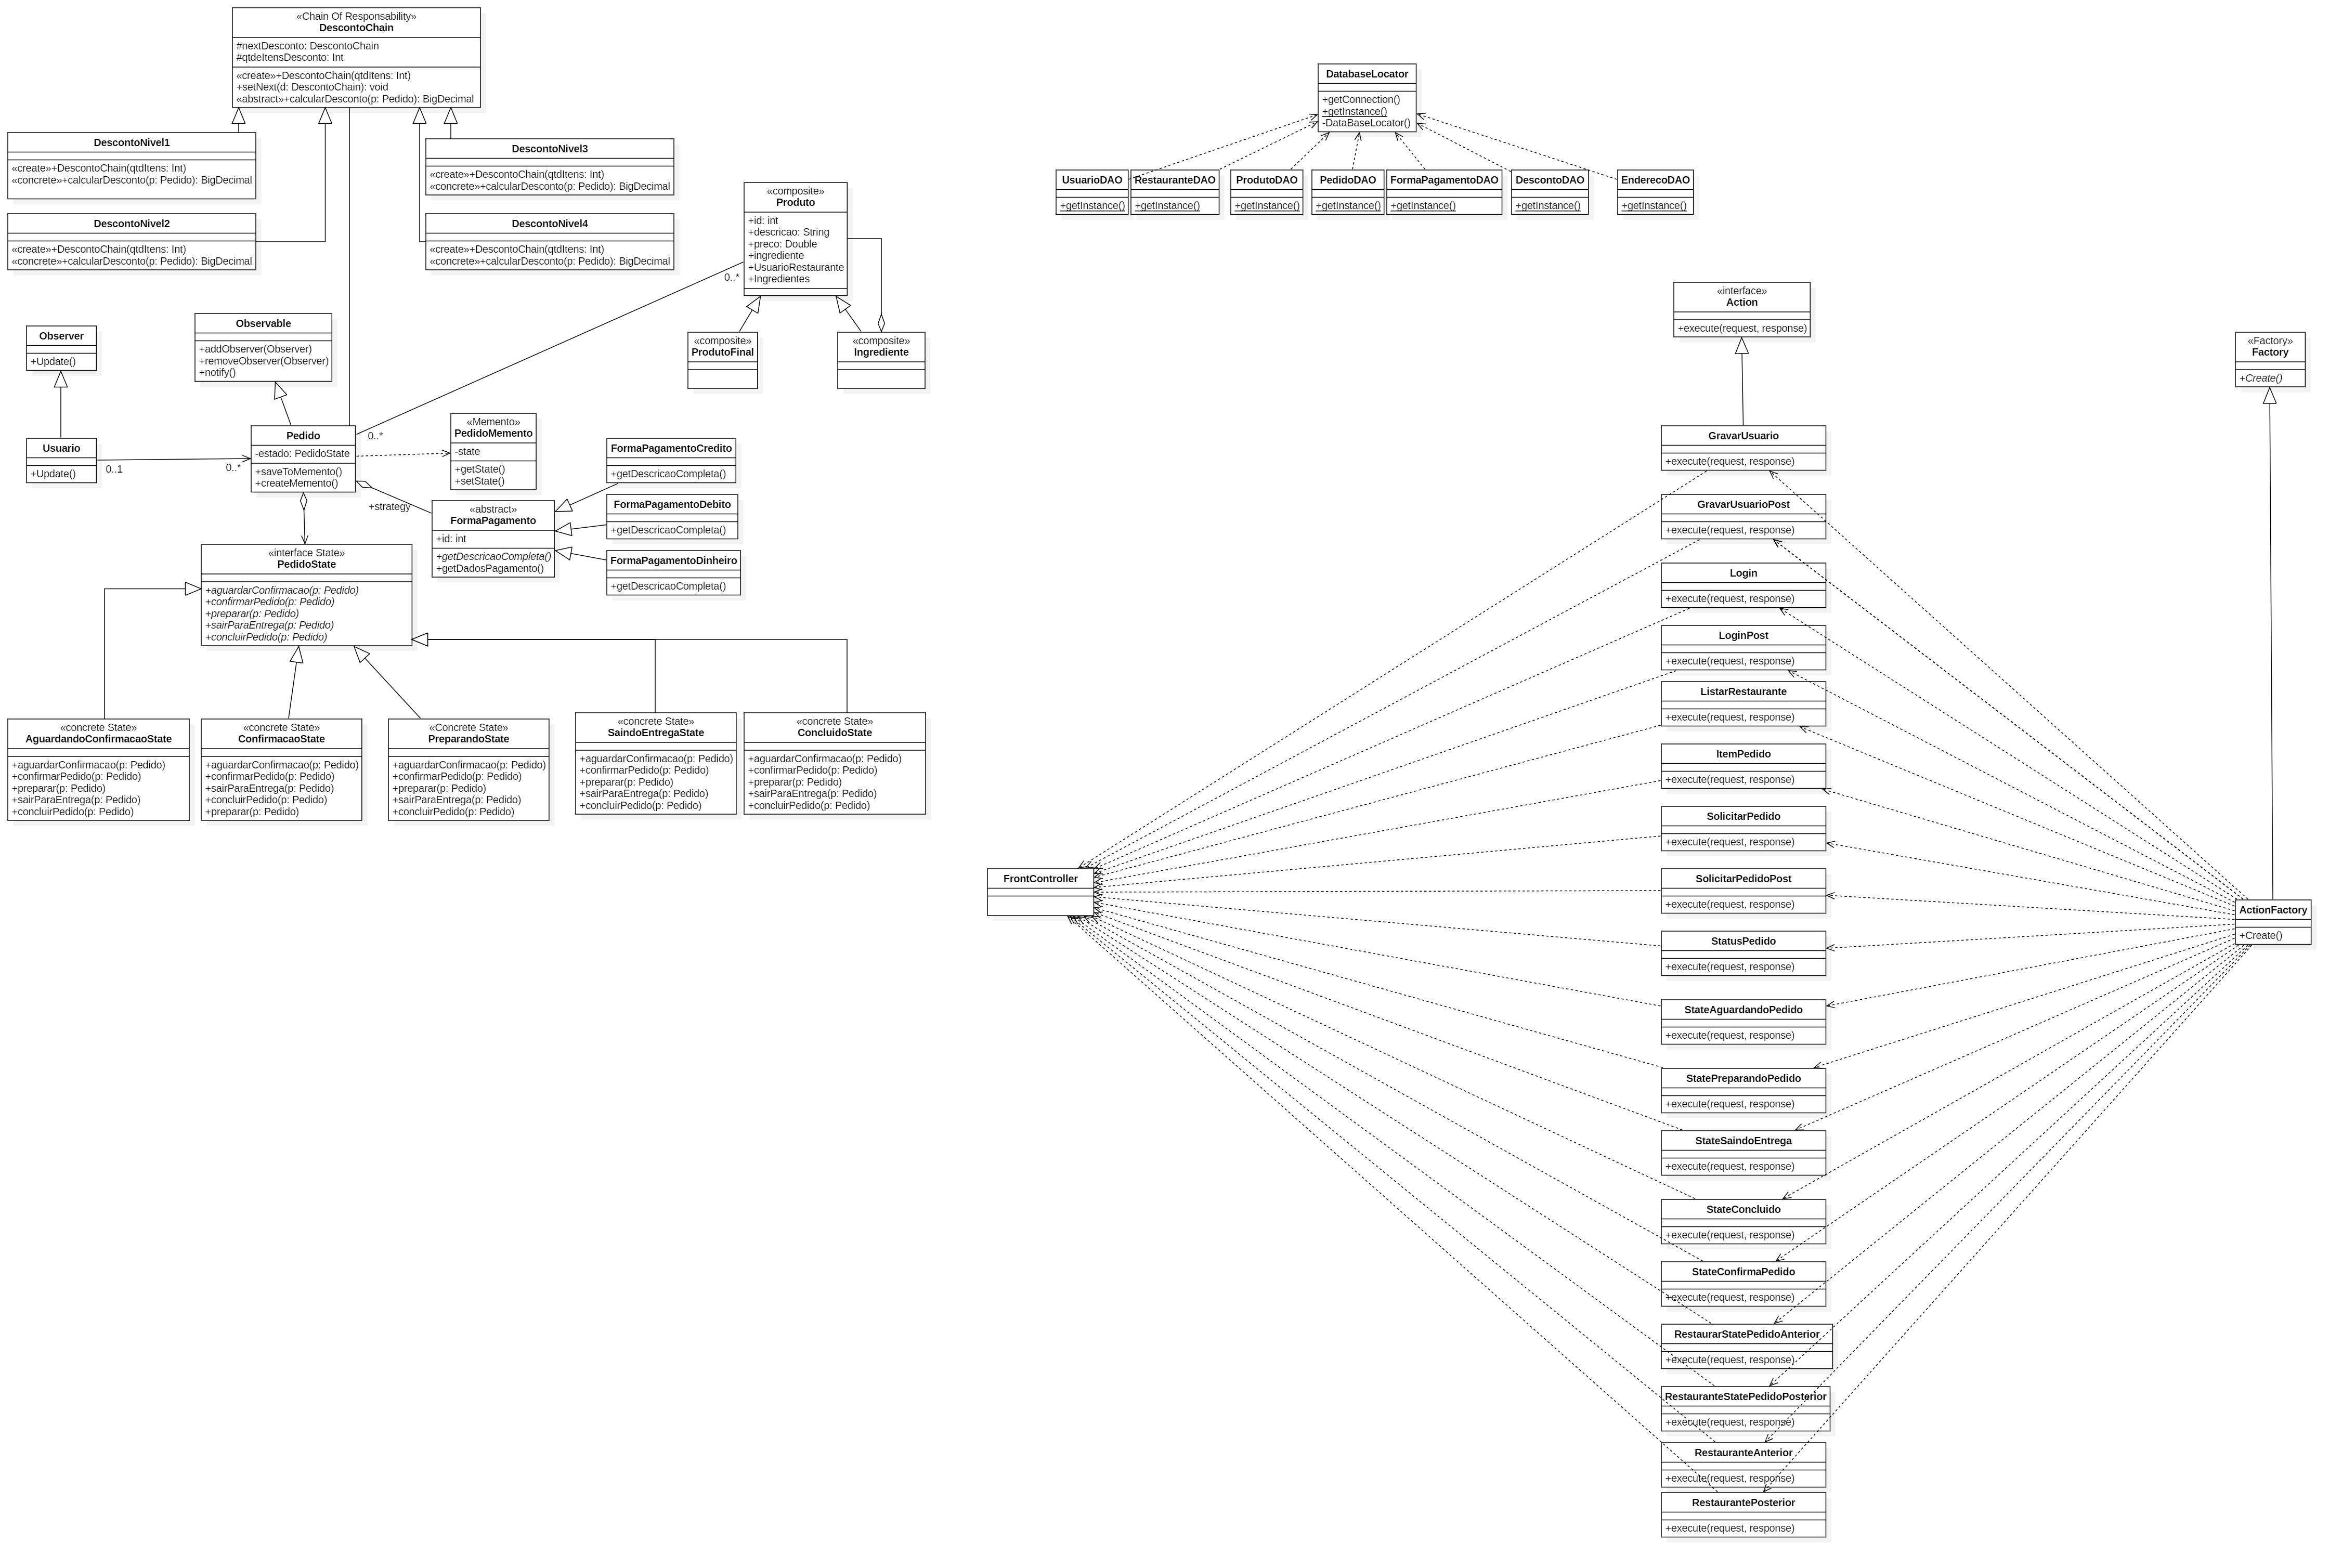 «Chain Of Responsability»
DescontoChain
#nextDesconto: DescontoChain
#qtdeItensDesconto: Int
«create»+DescontoChain(qtdItens: Int)
+setNext(d: DescontoChain): void
«abstract»+calcularDesconto(p: Pedido): BigDecimal
DescontoNivel1
«create»+DescontoChain(qtdItens: Int)
«concrete»+calcularDesconto(p: Pedido): BigDecimal
DescontoNivel3
«create»+DescontoChain(qtdItens: Int)
«concrete»+calcularDesconto(p: Pedido): BigDecimal
DescontoNivel2
«create»+DescontoChain(qtdItens: Int)
«concrete»+calcularDesconto(p: Pedido): BigDecimal
DescontoNivel4
«create»+DescontoChain(qtdItens: Int)
«concrete»+calcularDesconto(p: Pedido): BigDecimal
«composite»
Produto
+id: int
+descricao: String
+preco: Double
+ingrediente
+UsuarioRestaurante
+Ingredientes
0..*
«composite»
ProdutoFinal
«composite»
Ingrediente
Observer
+Update()
Observable
+addObserver(Observer)
+removeObserver(Observer)
+notify()
Usuario
+Update()
0..1
0..*
Pedido
-estado: PedidoState
+saveToMemento()
+createMemento()
0..*
«Memento»
PedidoMemento
-state
+getState()
+setState()
+strategy
«abstract»
FormaPagamento
+id: int
+getDescricaoCompleta()
+getDadosPagamento()
FormaPagamentoCredito
+getDescricaoCompleta()
FormaPagamentoDebito
+getDescricaoCompleta()
FormaPagamentoDinheiro
+getDescricaoCompleta()
«interface State»
PedidoState
+aguardarConfirmacao(p: Pedido)
+confirmarPedido(p: Pedido)
+preparar(p: Pedido)
+sairParaEntrega(p: Pedido)
+concluirPedido(p: Pedido)
«concrete State»
AguardandoConfirmacaoState
+aguardarConfirmacao(p: Pedido)
+confirmarPedido(p: Pedido)
+preparar(p: Pedido)
+sairParaEntrega(p: Pedido)
+concluirPedido(p: Pedido)
«concrete State»
ConfirmacaoState
+aguardarConfirmacao(p: Pedido)
+confirmarPedido(p: Pedido)
+sairParaEntrega(p: Pedido)
+concluirPedido(p: Pedido)
+preparar(p: Pedido)
«Concrete State»
PreparandoState
+aguardarConfirmacao(p: Pedido)
+confirmarPedido(p: Pedido)
+preparar(p: Pedido)
+sairParaEntrega(p: Pedido)
+concluirPedido(p: Pedido)
«concrete State»
SaindoEntregaState
+aguardarConfirmacao(p: Pedido)
+confirmarPedido(p: Pedido)
+preparar(p: Pedido)
+sairParaEntrega(p: Pedido)
+concluirPedido(p: Pedido)
«concrete State»
ConcluidoState
+aguardarConfirmacao(p: Pedido)
+confirmarPedido(p: Pedido)
+preparar(p: Pedido)
+sairParaEntrega(p: Pedido)
+concluirPedido(p: Pedido)
DatabaseLocator
+getConnection()
+getInstance()
-DataBaseLocator()
UsuarioDAO
+getInstance()
RestauranteDAO
+getInstance()
ProdutoDAO
+getInstance()
PedidoDAO
+getInstance()
FormaPagamentoDAO
+getInstance()
DescontoDAO
+getInstance()
EnderecoDAO
+getInstance()
«interface»
Action
+execute(request, response)
«Factory»
Factory
+Create()
GravarUsuario
+execute(request, response)
GravarUsuarioPost
+execute(request, response)
Login
+execute(request, response)
LoginPost
+execute(request, response)
ListarRestaurante
+execute(request, response)
ItemPedido
+execute(request, response)
SolicitarPedido
+execute(request, response)
FrontController
SolicitarPedidoPost
+execute(request, response)
ActionFactory
+Create()
StatusPedido
+execute(request, response)
StateAguardandoPedido
+execute(request, response)
StatePreparandoPedido
+execute(request, response)
StateSaindoEntrega
+execute(request, response)
StateConcluido
+execute(request, response)
StateConfirmaPedido
+execute(request, response)
RestaurarStatePedidoAnterior
+execute(request, response)
RestauranteStatePedidoPosterior
+execute(request, response)
RestauranteAnterior
+execute(request, response)
RestaurantePosterior
+execute(request, response)